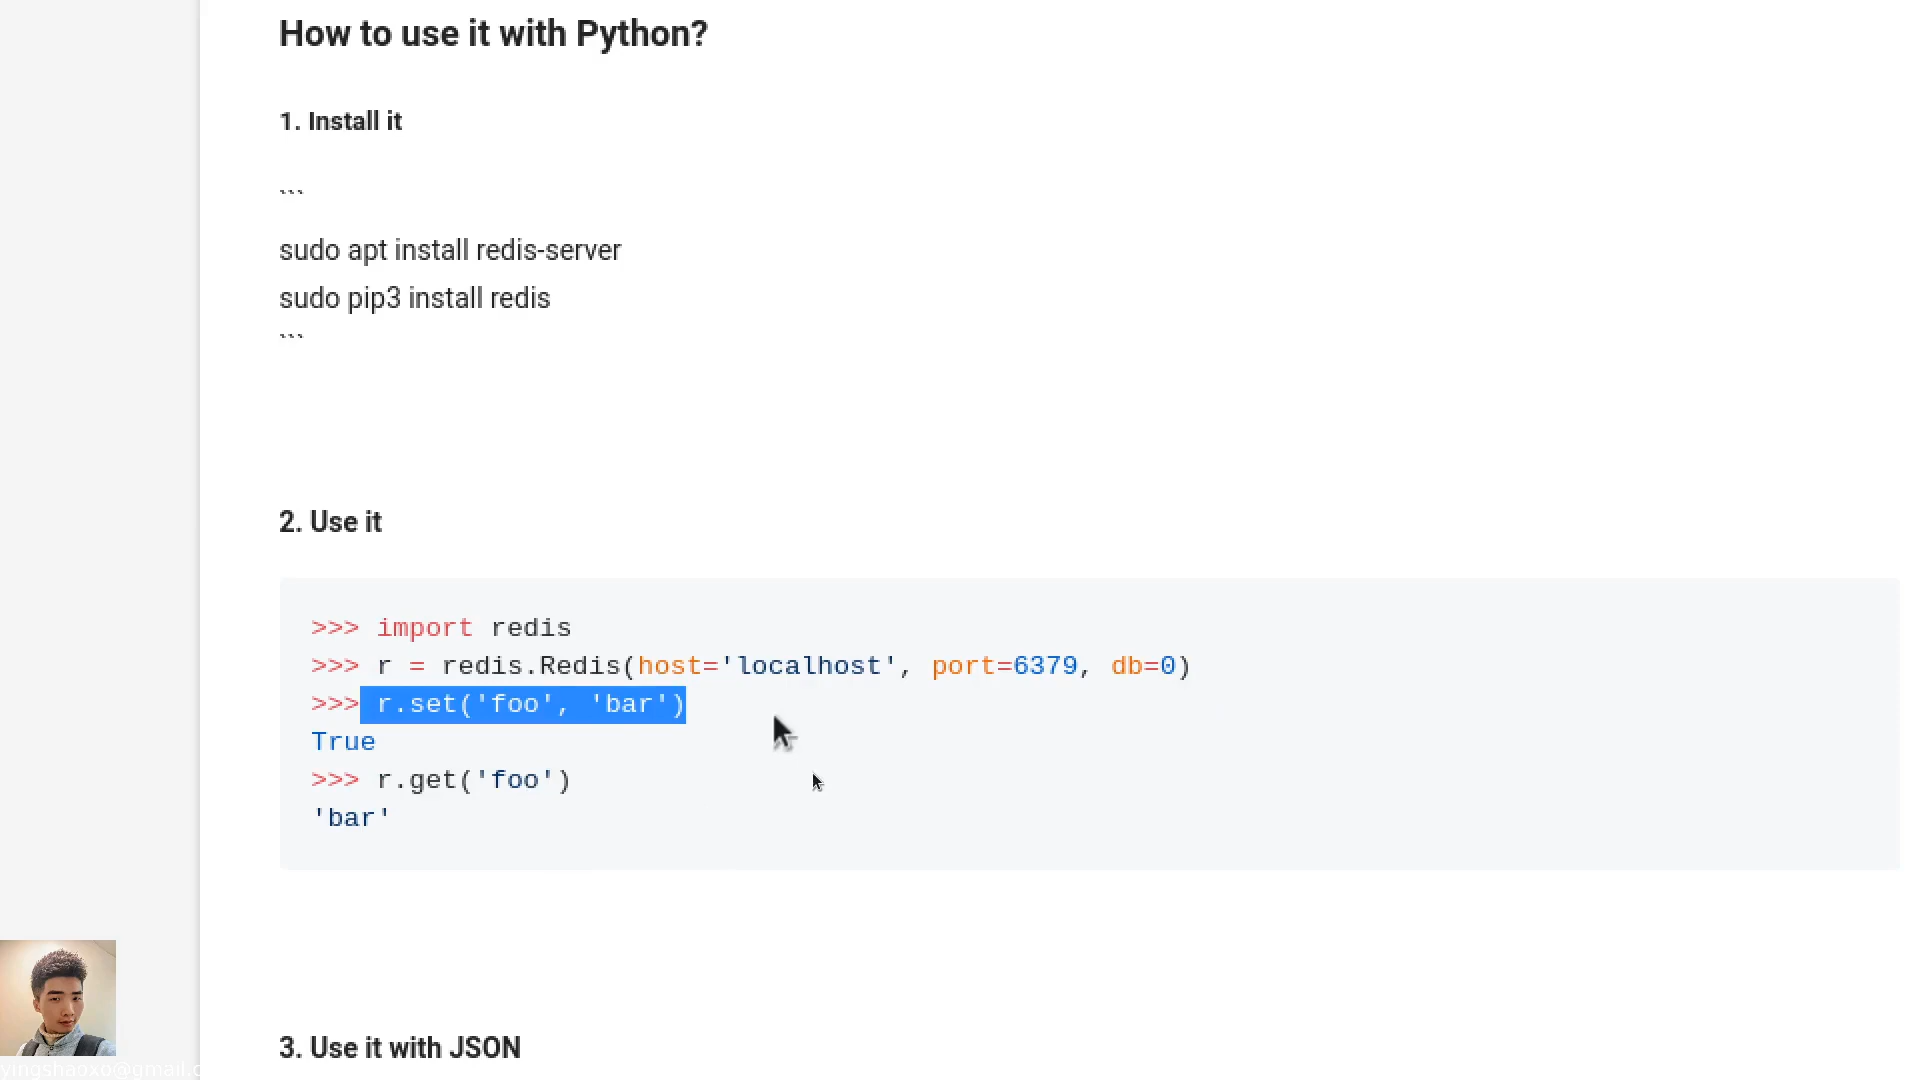 How to use it with Python?
1. Install it
```
sudo apt install redis-server
sudo pip3 install redis
```
2. Use it
>>> import redis
>>> r = redis.Redis(host='localhost', port=6379, db=0)
>>> r.set('foo', 'bar')
True
>>> r.get('foo')
'bar'
3. Use it with JSON
yingshaoxo@gmail.c